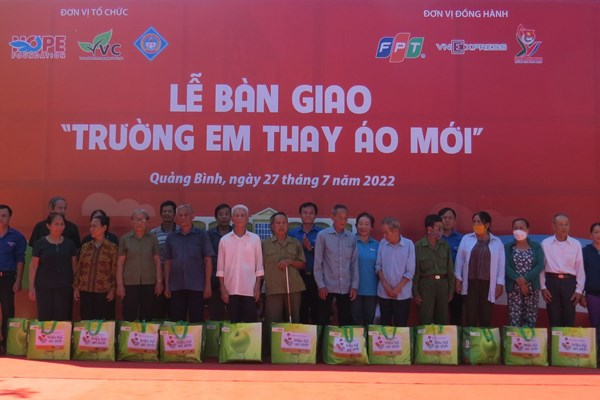 ĐƠN VỊ TỔ CHỨC
ĐƠN VỊ ĐỒNG HÀNH
HOPE
FOUNDATION
VVC
FPT
VNEXPRESS
LỄ BÀN GIAO
"TRƯỜNG EM THAY ÁO MỚI"
Quảng Bình, ngày 27 tháng 7 năm 2022